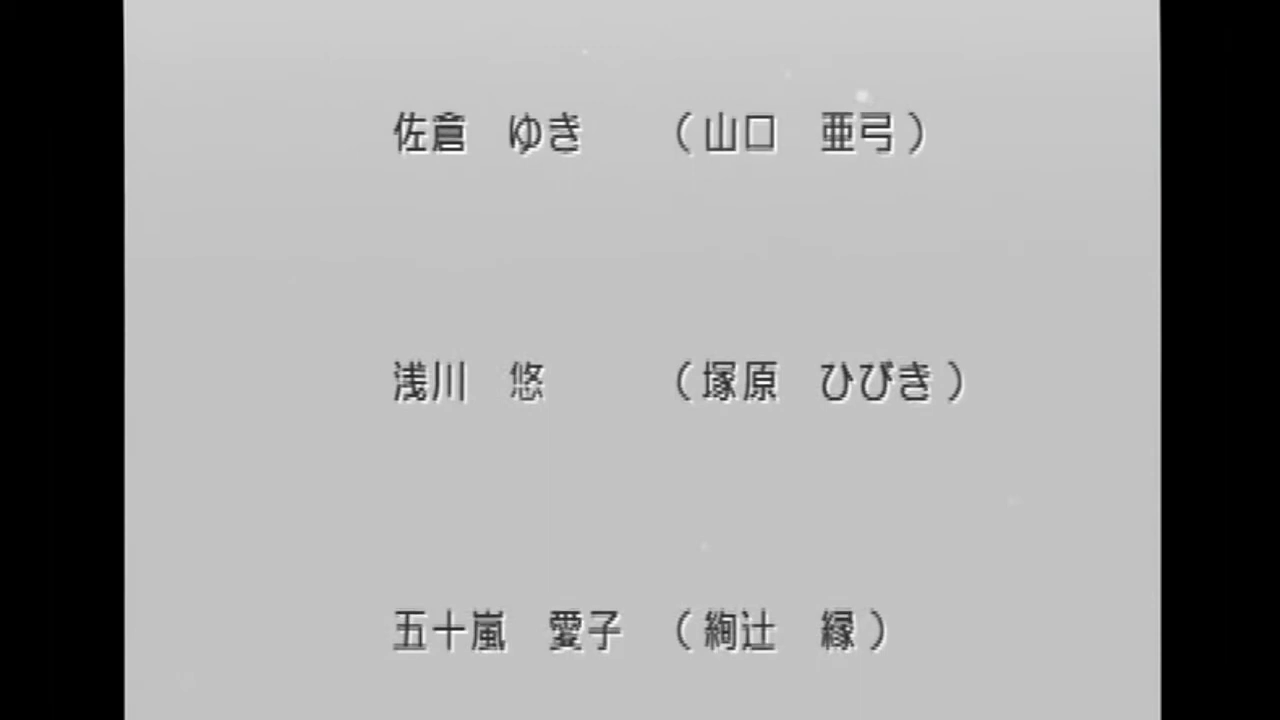 佐倉　ゆき　　（山口　亜弓）
浅川　悠　　　（塚原　ひびき）
五十嵐　愛子　（絢辻　縁）